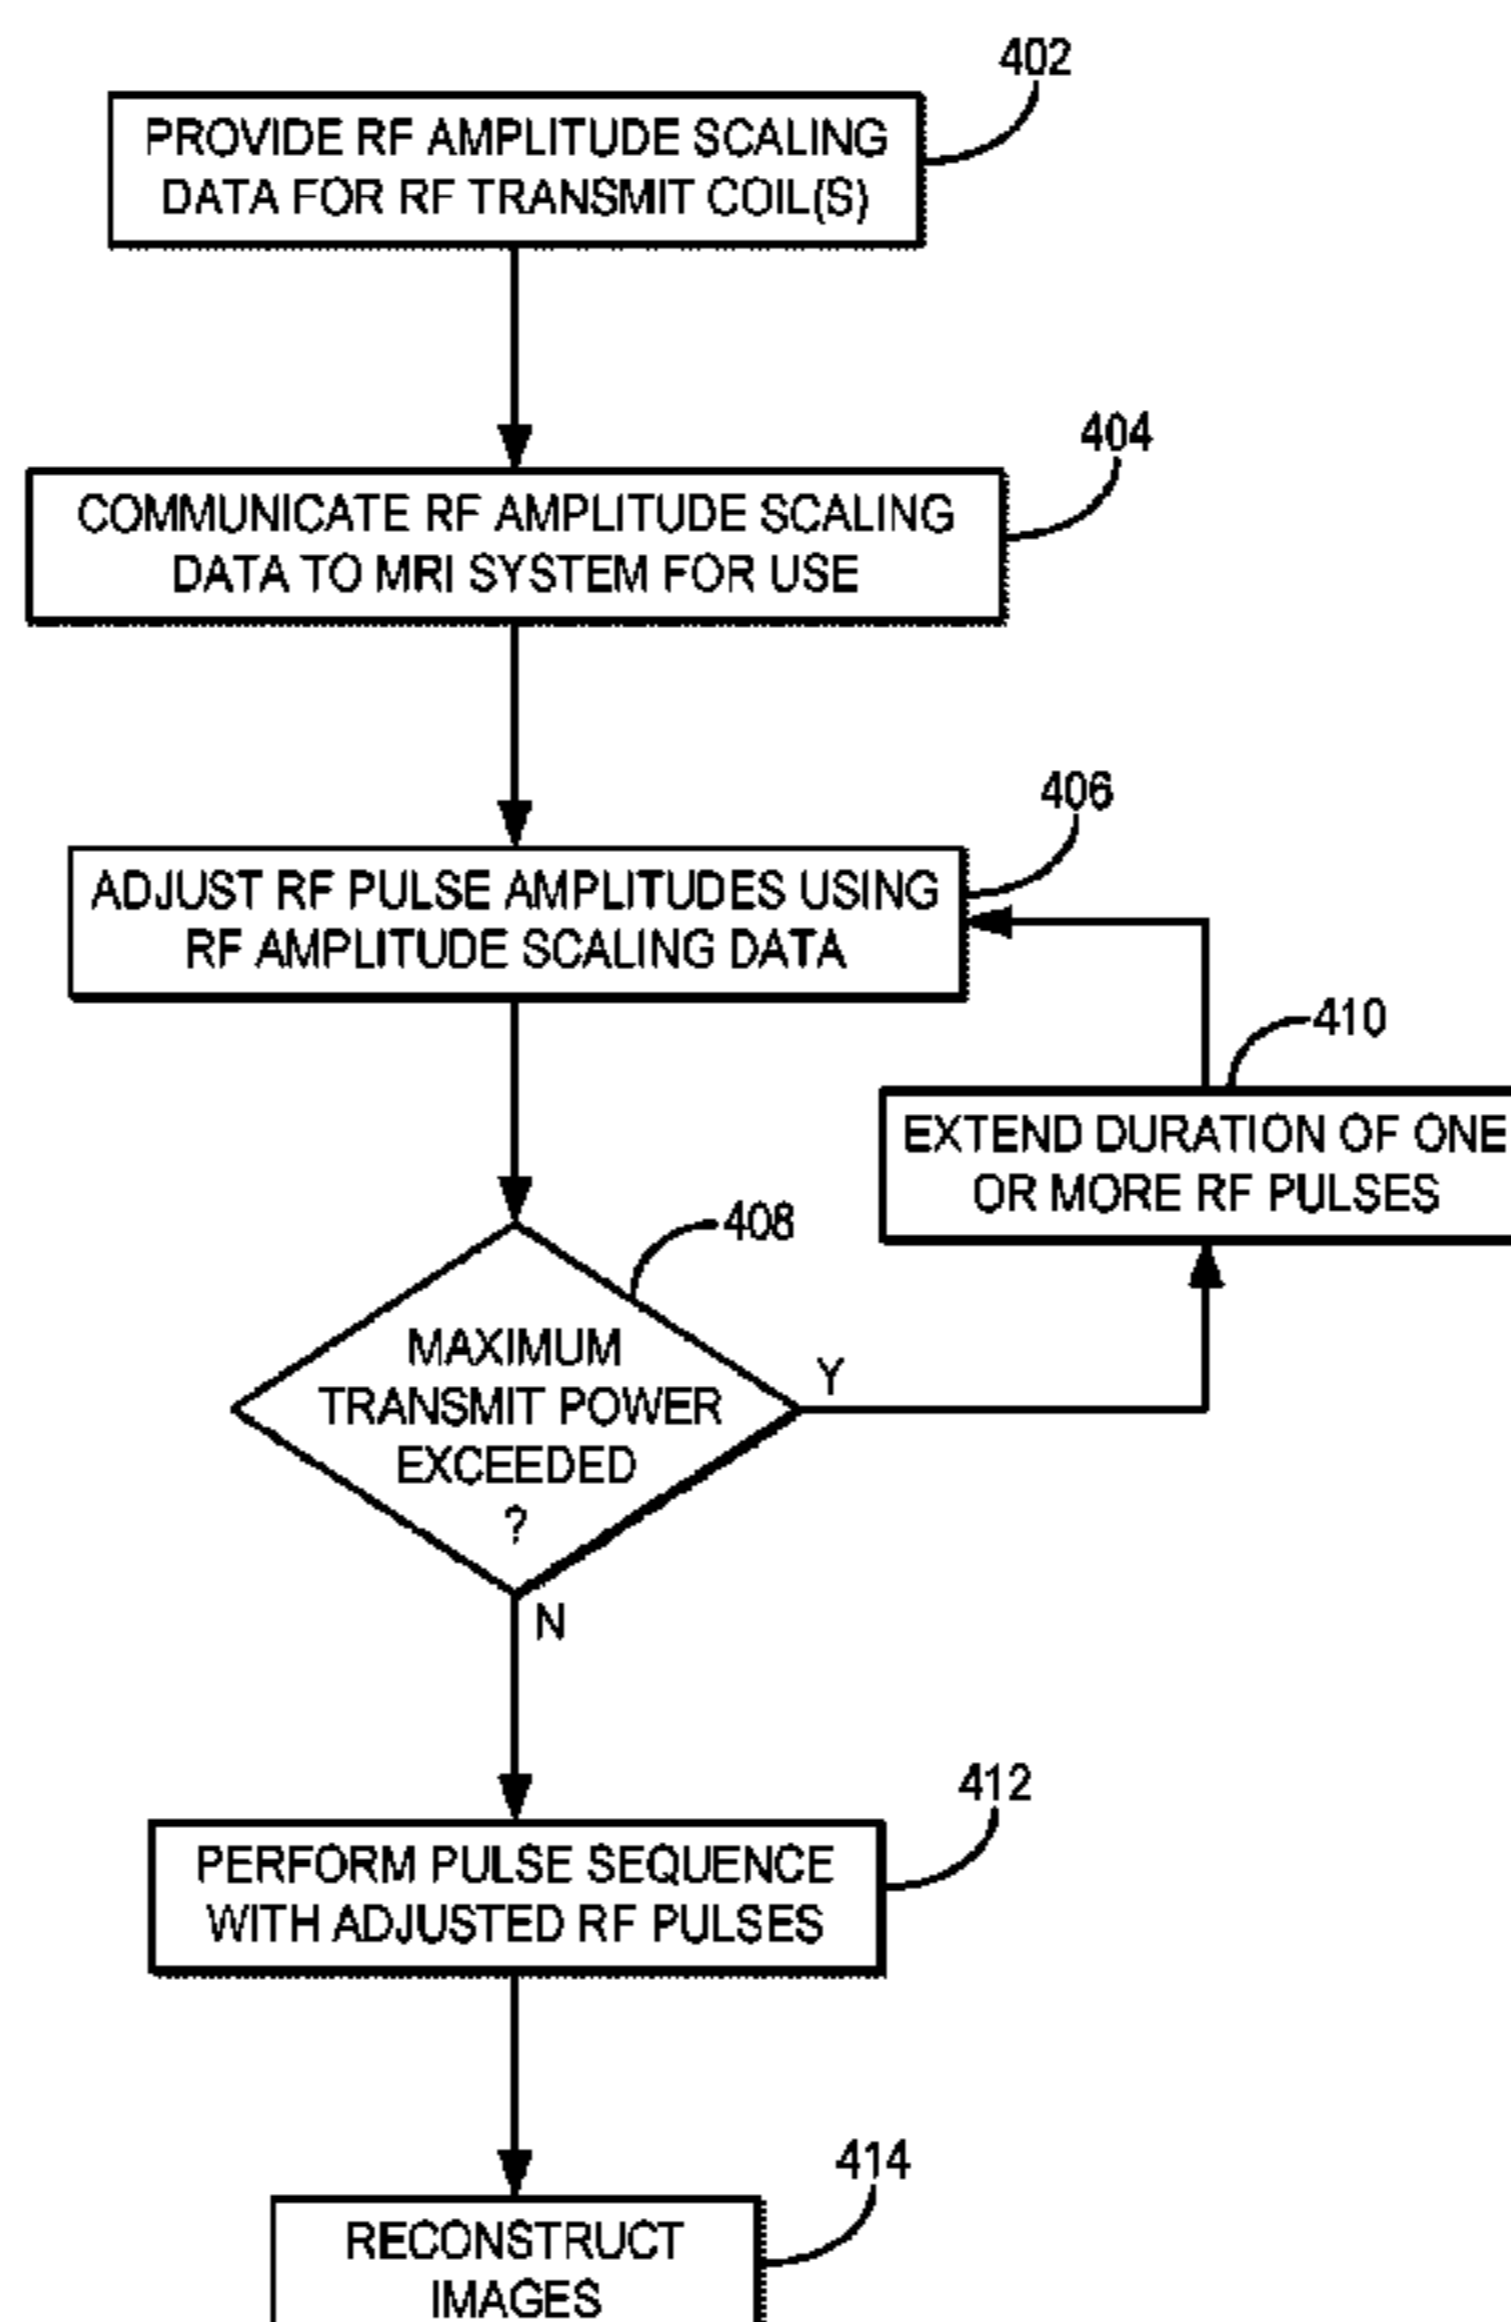 402
PROVIDE RF AMPLITUDE SCALING
DATA FOR RF TRANSMIT COIL(S)
404
COMMUNICATE RF AMPLITUDE SCALING
DATA TO MRI SYSTEM FOR USE
406
ADJUST RF PULSE AMPLITUDES USING
RF AMPLITUDE SCALING DATA
410
EXTEND DURATION OF ONE
OR MORE RF PULSES
408
MAXIMUM
TRANSMIT POWER
EXCEEDED
?
Y
N
412
PERFORM PULSE SEQUENCE
WITH ADJUSTED RF PULSES
414
RECONSTRUCT
IMAGES